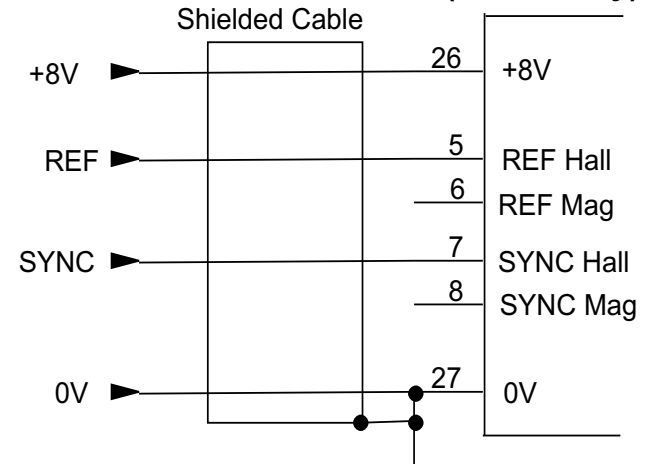 Shielded Cable
+8V 26 +8V
REF 5 REF Hall
6 REF Mag
SYNC 7 SYNC Hall
8 SYNC Mag
0V 27 0V